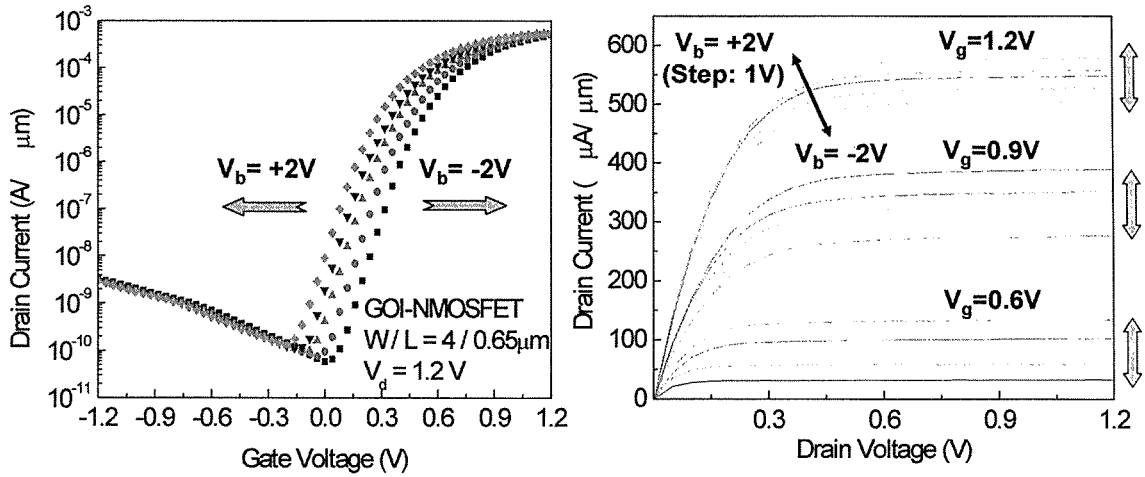 Drain Current (A/ μm)
10⁻³
10⁻⁴
10⁻⁵
10⁻⁶
10⁻⁷
10⁻⁸
10⁻⁹
10⁻¹⁰
10⁻¹¹
V_b= +2V
V_b= -2V
GOI-NMOSFET
W/L = 4/0.65μm
V_d = 1.2 V
-1.2 -0.9 -0.6 -0.3 0.0 0.3 0.6 0.9 1.2
Gate Voltage (V)
Drain Current ( μA/ μm)
600
500
400
300
200
100
0
V_b= +2V
(Step: 1V)
V_g=1.2V
V_b= -2V
V_g=0.9V
V_g=0.6V
0.3 0.6 0.9 1.2
Drain Voltage (V)